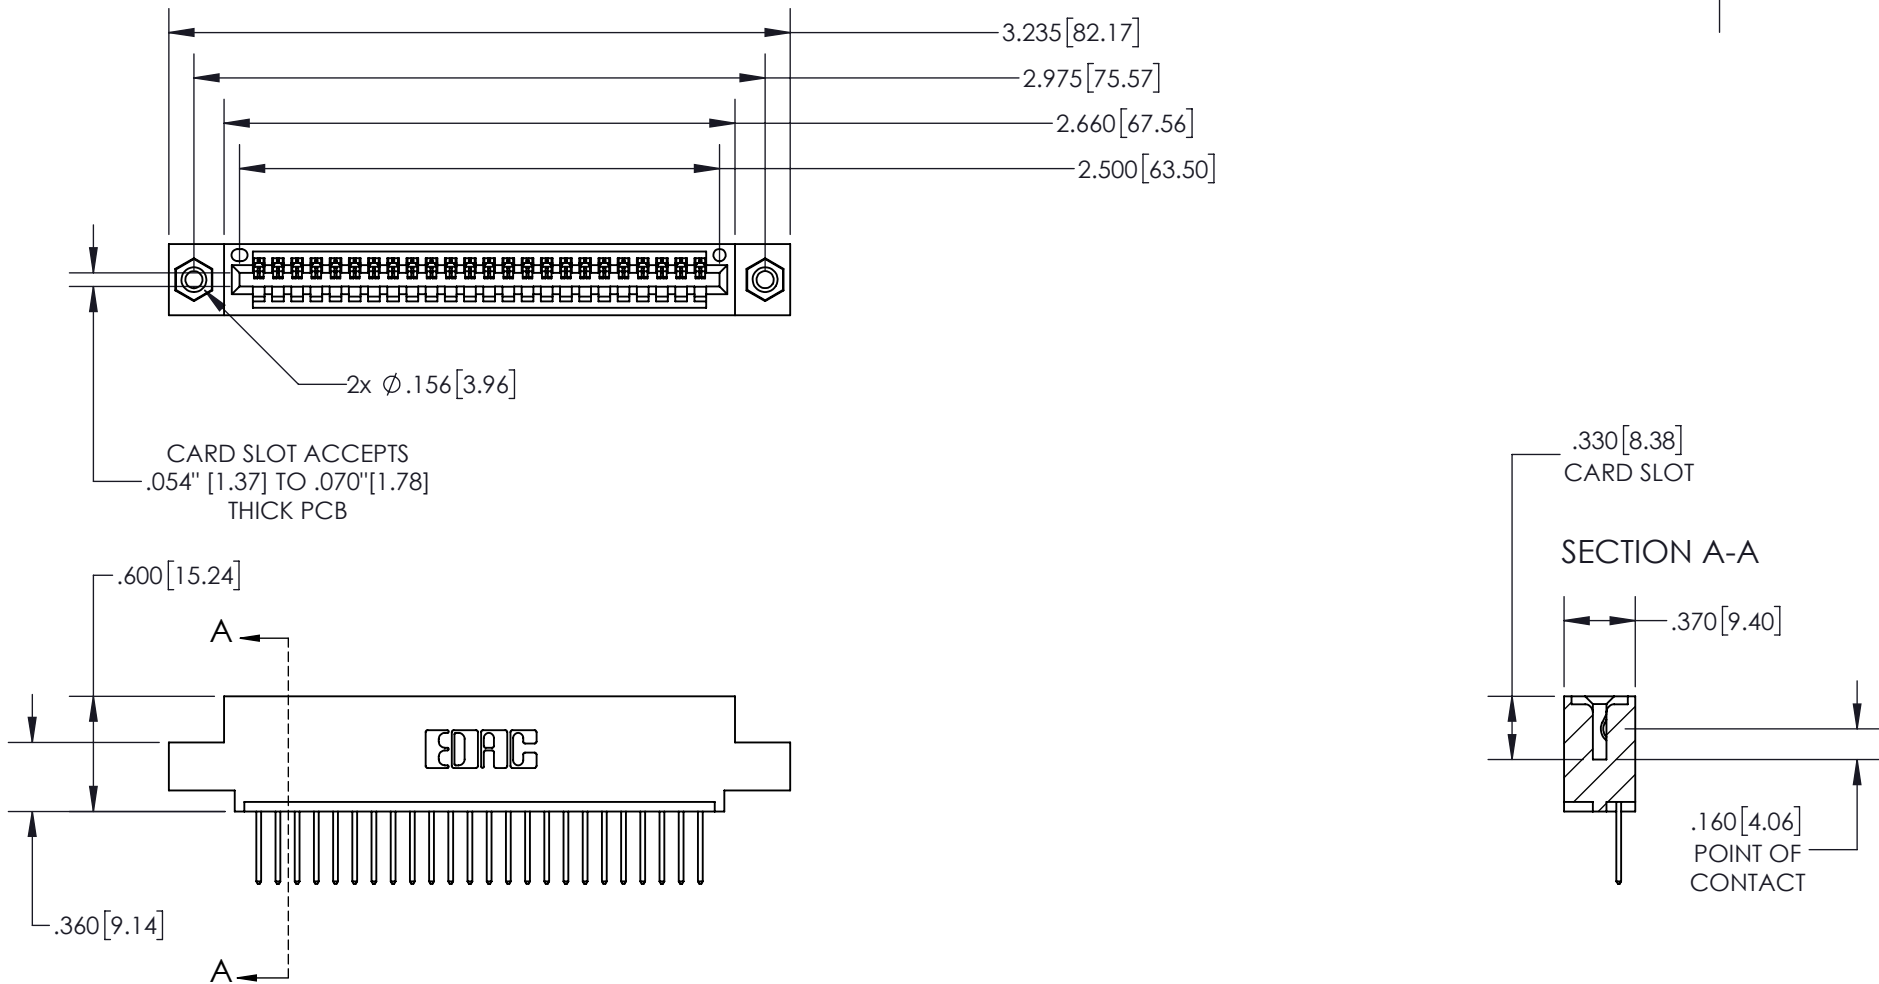 3.235[82.17]
2.975[75.57]
2.660[67.56]
2.500[63.50]
2x ∅.156[3.96]
CARD SLOT ACCEPTS
.054" [1.37] TO .070"[1.78]
THICK PCB
.330[8.38]
CARD SLOT
SECTION A-A
.600[15.24]
.370[9.40]
A
EDAC
.160[4.06]
POINT OF
CONTACT
.360[9.14]
A